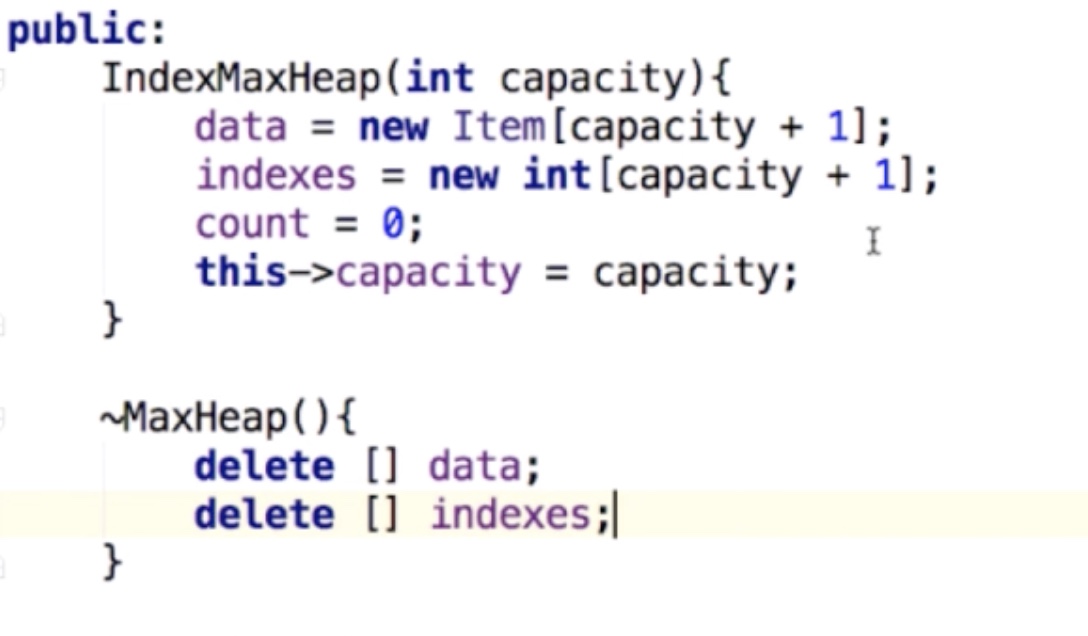 public:
IndexMaxHeap(int capacity){
data = new Item[capacity + 1];
indexes = new int[capacity + 1];
count = 0;
this->capacity = capacity;
}
~MaxHeap(){
delete [] data;
delete [] indexes;
}